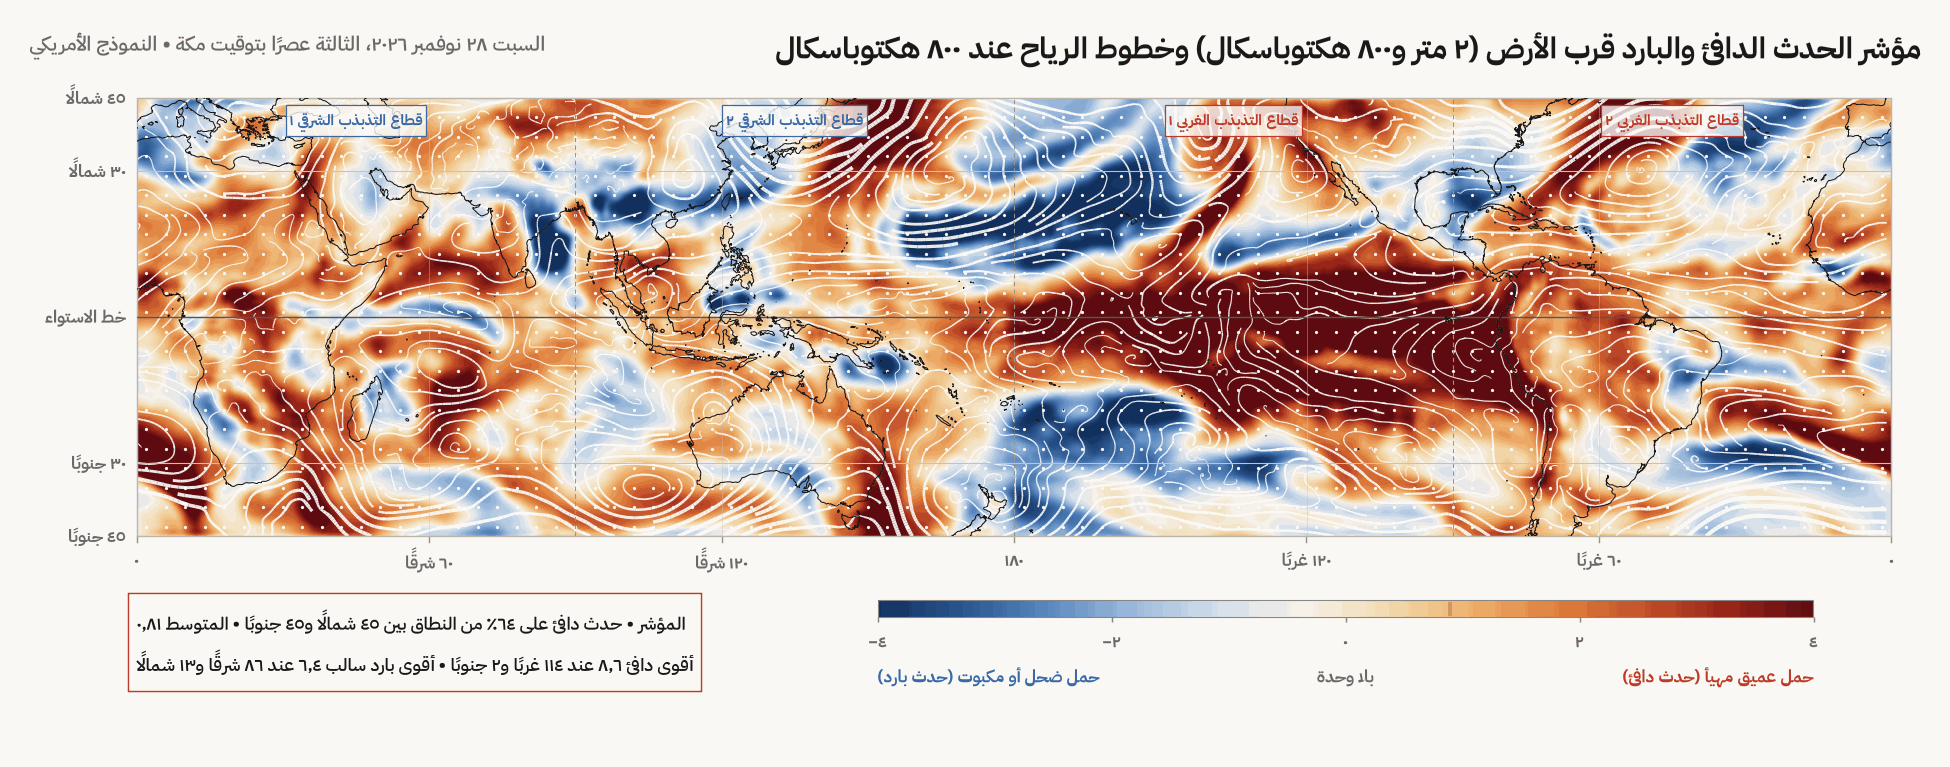 مؤشر الحدث الدافئ والبارد قرب الأرض (٢ متر و٨٠٠ هكتوباسكال) وخطوط الرياح عند ٨٠٠ هكتوباسكال
السبت ٢٨ نوفمبر ٢٠٢٦، الثالثة عصرًا بتوقيت مكة • النموذج الأمريكي
قطاع التذبذب الشرقي ١
قطاع التذبذب الشرقي ٢
قطاع التذبذب الغربي ١
قطاع التذبذب الغربي ٢
٤٥ شمالًا
٣٠ شمالًا
خط الاستواء
٣٠ جنوبًا
٤٥ جنوبًا
٠
٦٠ شرقًا
١٢٠ شرقًا
١٨٠
١٢٠ غربًا
٦٠ غربًا
٠
المؤشر • حدث دافئ على ٦٤٪ من النطاق بين ٤٥ شمالًا و٤٥ جنوبًا • المتوسط ٠,٨١
أقوى دافئ ٨,٦ عند ١١٤ غربًا و٢ جنوبًا • أقوى بارد سالب ٦,٤ عند ٨٦ شرقًا و١٣ شمالًا
−٤
−٢
٠
٢
٤
حمل عميق مهيأ (حدث دافئ)
بلا وحدة
حمل ضحل أو مكبوت (حدث بارد)